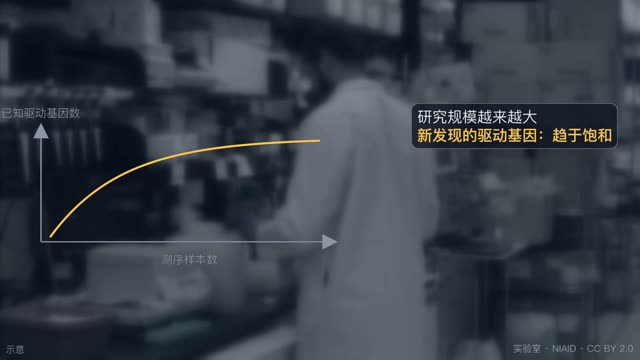 已知驱动基因数
研究规模越来越大
新发现的驱动基因：趋于饱和
测序样本数
示意
实验室 · NIAID · CC BY 2.0